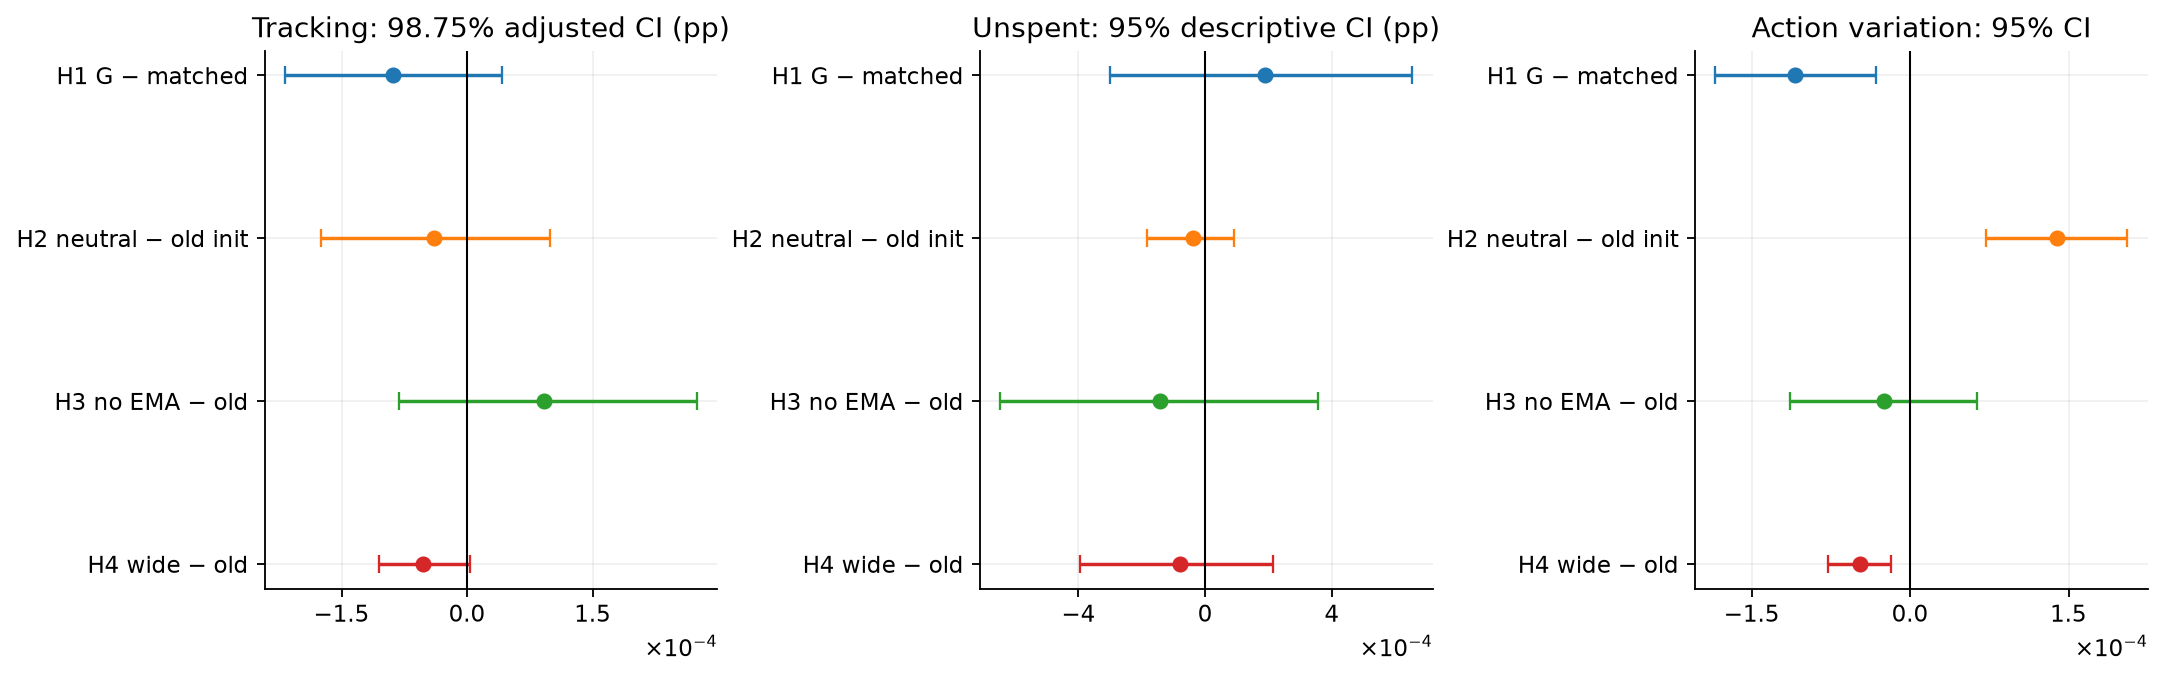 Tracking: 98.75% adjusted CI (pp)
H1 G − matched
H2 neutral − old init
H3 no EMA − old
H4 wide − old
−1.5 0.0 1.5
×10⁻⁴
Unspent: 95% descriptive CI (pp)
H1 G − matched
H2 neutral − old init
H3 no EMA − old
H4 wide − old
−4 0 4
×10⁻⁴
Action variation: 95% CI
H1 G − matched
H2 neutral − old init
H3 no EMA − old
H4 wide − old
−1.5 0.0 1.5
×10⁻⁴